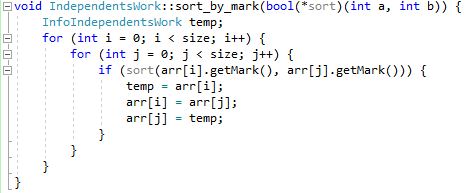 void IndependentsWork::sort_by_mark(bool(*sort)(int a, int b)) {
    InfoIndependentsWork temp;
    for (int i = 0; i < size; i++) {
        for (int j = 0; j < size; j++) {
            if (sort(arr[i].getMark(), arr[j].getMark())) {
                temp = arr[i];
                arr[i] = arr[j];
                arr[j] = temp;
            }
        }
    }
}